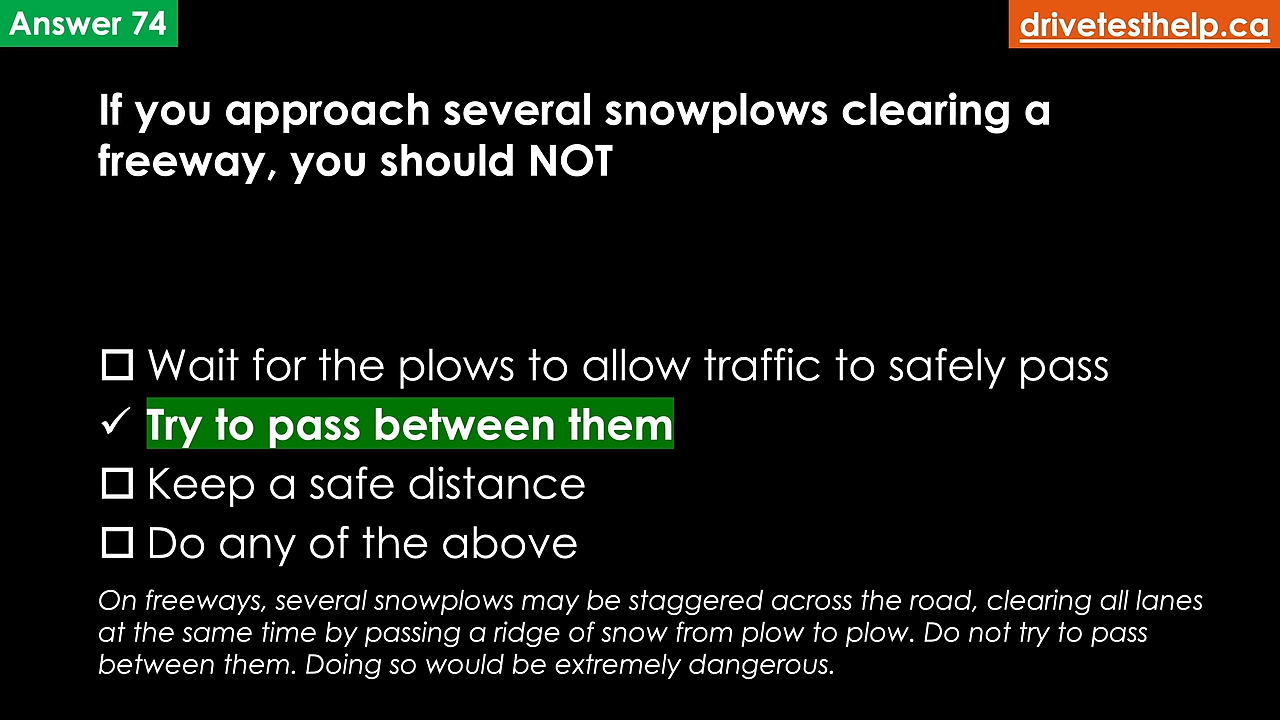 Answer 74
drivetesthelp.ca
If you approach several snowplows clearing a
freeway, you should NOT
☐ Wait for the plows to allow traffic to safely pass
✓ Try to pass between them
☐ Keep a safe distance
☐ Do any of the above
On freeways, several snowplows may be staggered across the road, clearing all lanes
at the same time by passing a ridge of snow from plow to plow. Do not try to pass
between them. Doing so would be extremely dangerous.